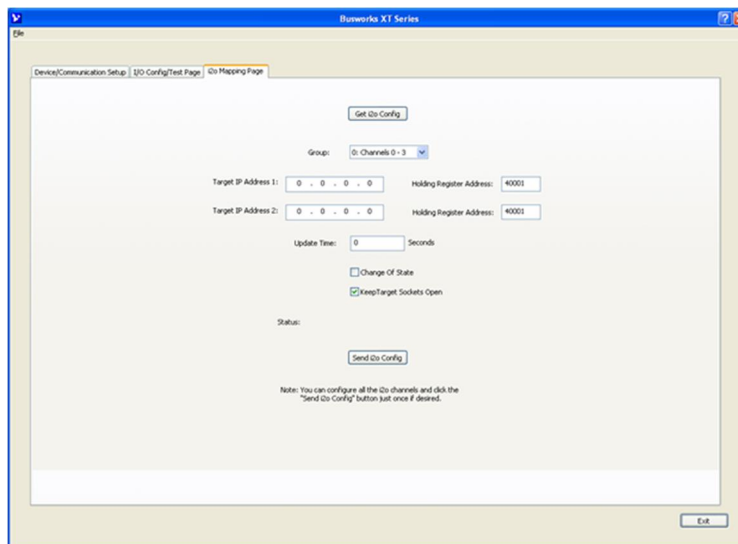 Busworks XT Series
File
Device/Communication Setup I/O Config/Test Page i2o Mapping Page
Get i2o Config
Group: 0: Channels 0 - 3
Target IP Address 1: 0 . 0 . 0 . 0 Holding Register Address: 40001
Target IP Address 2: 0 . 0 . 0 . 0 Holding Register Address: 40001
Update Time: 0 Seconds
Change Of State
KeepTarget Sockets Open
Status:
Send i2o Config
Note: You can configure all the i2o channels and click the
"Send i2o Config" button just once if desired.
Exit